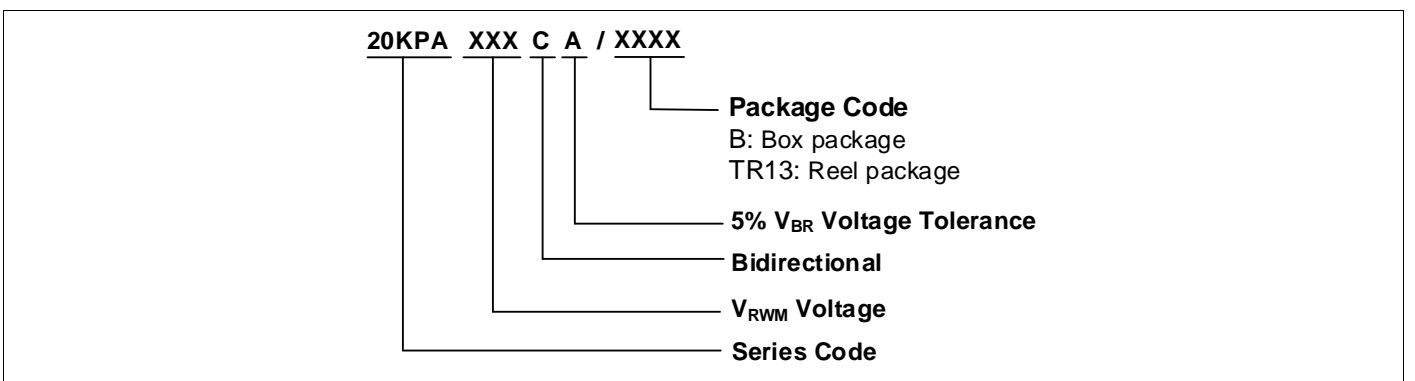 20KPA XXX C A / XXXX
Package Code
B: Box package
TR13: Reel package
5% VBR Voltage Tolerance
Bidirectional
VRWM Voltage
Series Code